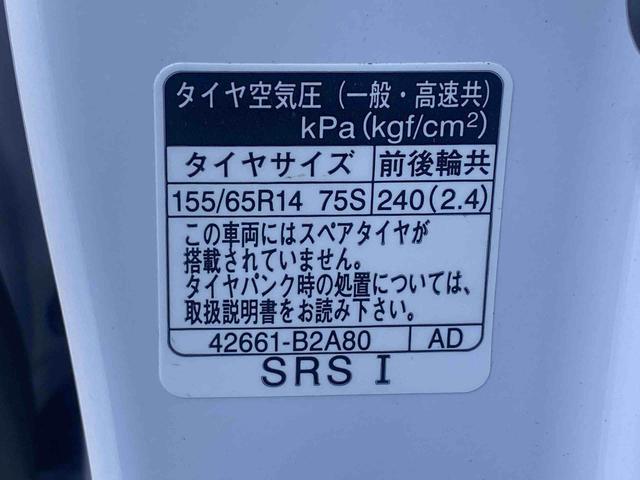 タイヤ空気圧（一般・高速共）
kPa(kgf/cm²)
タイヤサイズ 前後輪共
155/65R14 75S 240(2.4)
この車両にはスペアタイヤが
搭載されていません。
タイヤパンク時の処置については、
取扱説明書をお読み下さい。
42661-B2A80 AD
SRS I